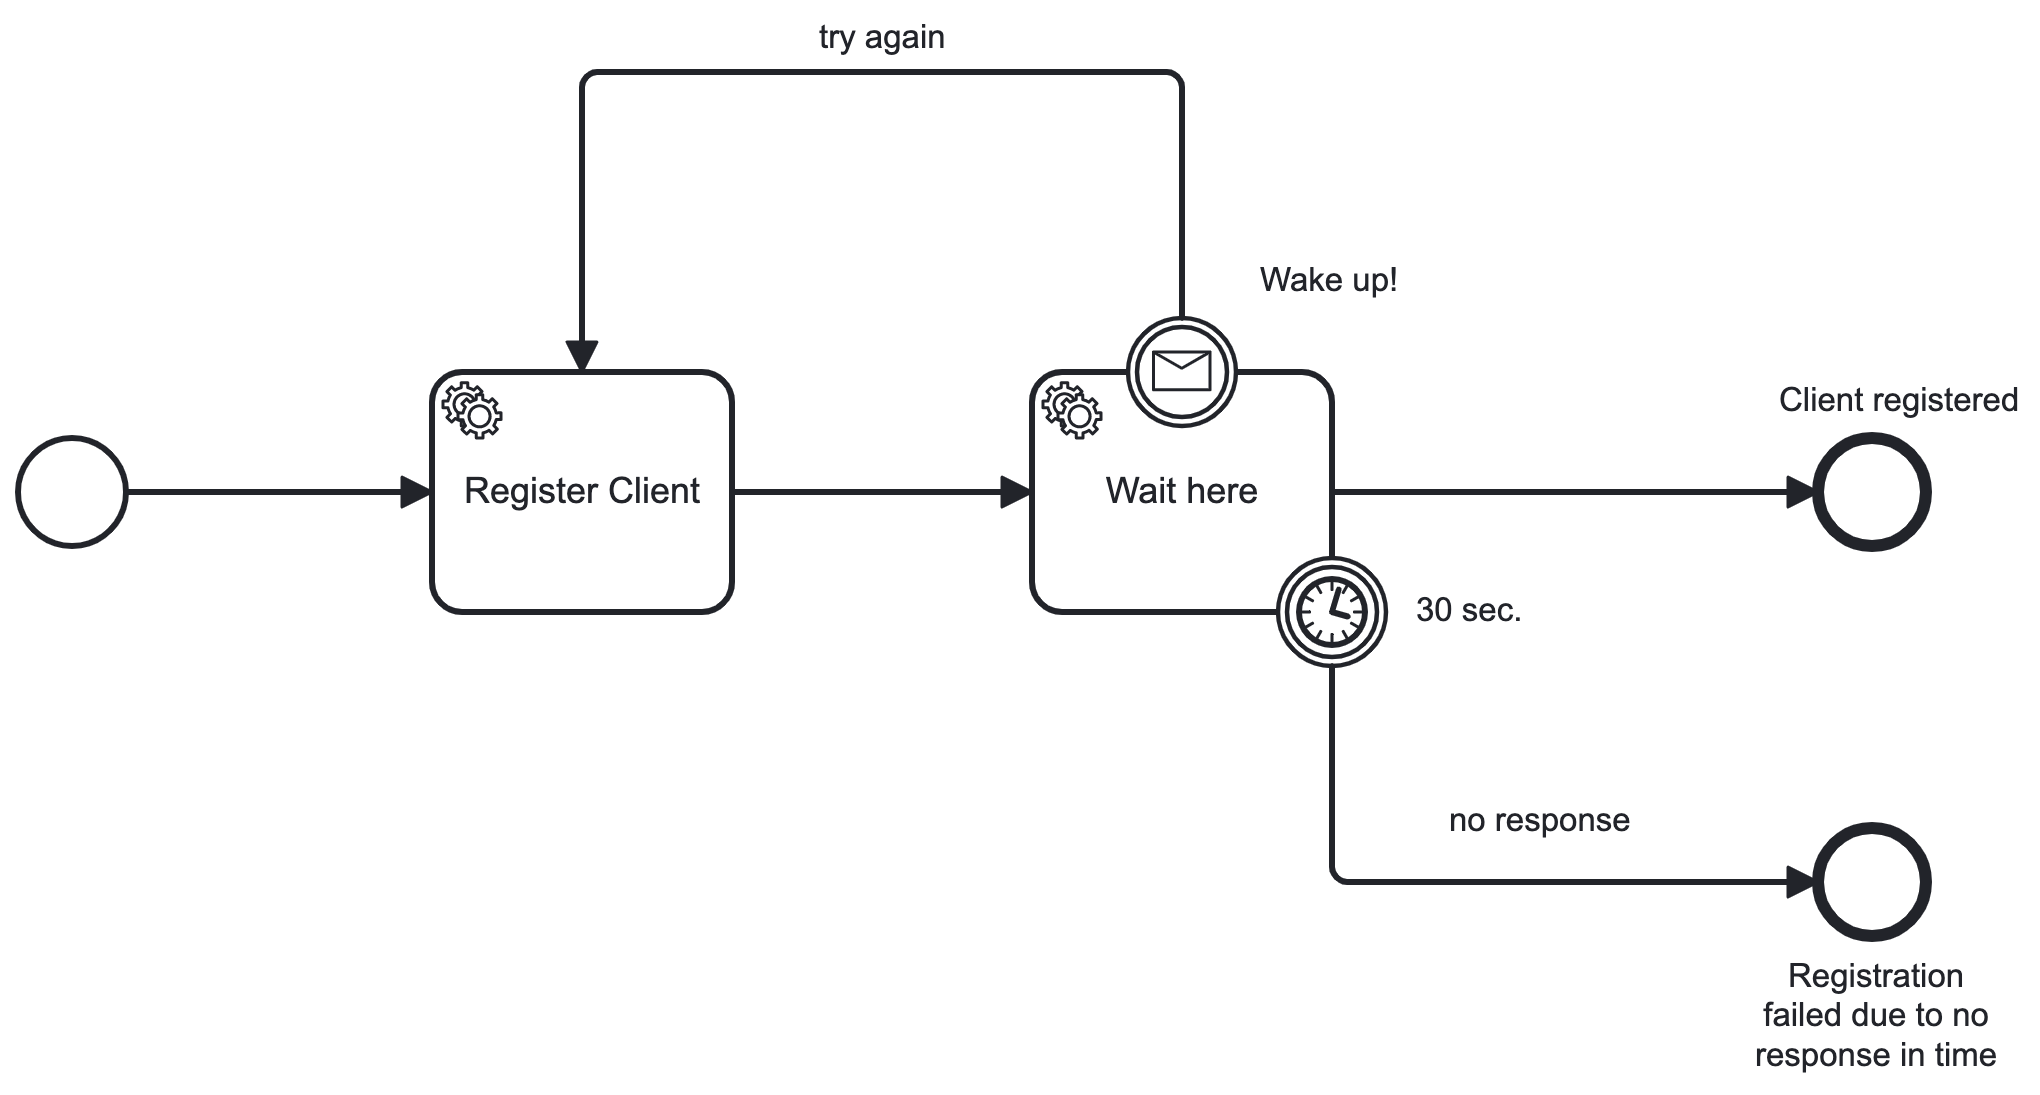 try again
Wake up!
Client registered
Register Client
Wait here
30 sec.
no response
Registration
failed due to no
response in time